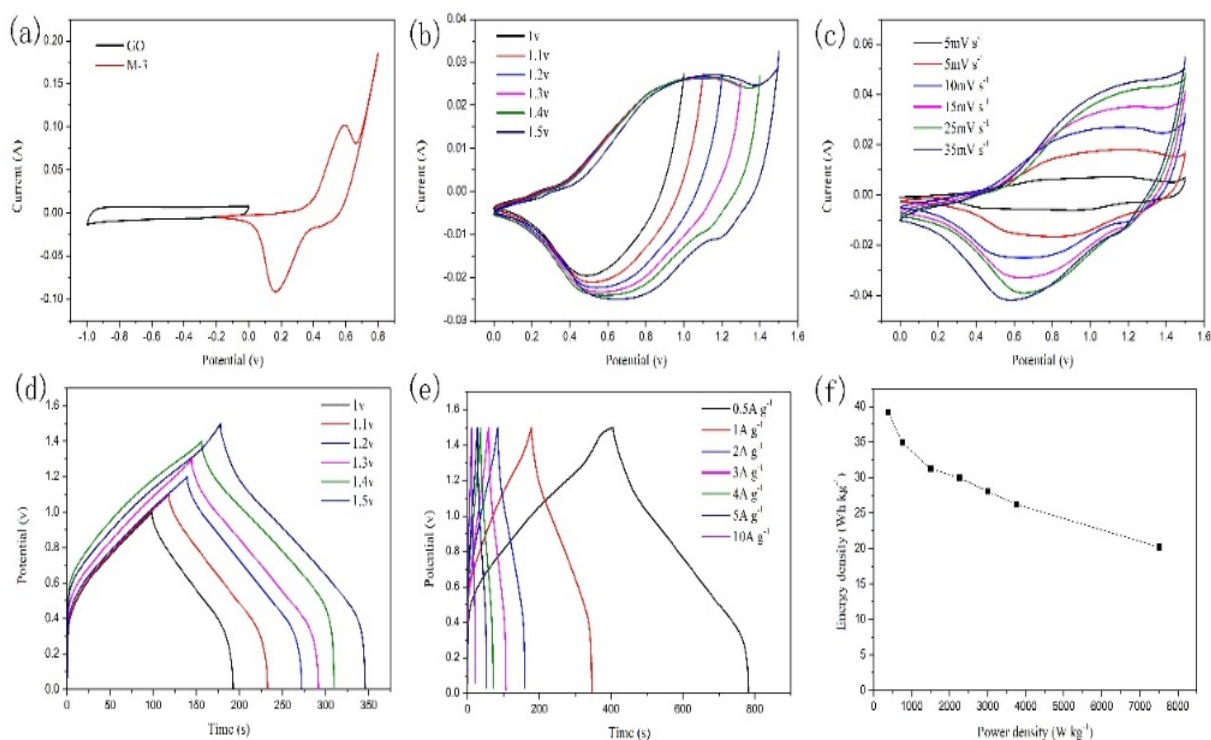 (a)
GO
M-3
Current (A)
0.20
0.15
0.10
0.05
0.00
-0.05
-0.10
-1.0 -0.8 -0.6 -0.4 -0.2 0.0 0.2 0.4 0.6 0.8
Potential (v)
(b)
1v
1.1v
1.2v
1.3v
1.4v
1.5v
Current (A)
0.04
0.03
0.02
0.01
0.00
-0.01
-0.02
-0.03
0.0 0.2 0.4 0.6 0.8 1.0 1.2 1.4 1.6
Potential (v)
(c)
5mV s-1
5mV s-1
10mV s-1
15mV s-1
25mV s-1
35mV s-1
Current (A)
0.06
0.04
0.02
0.00
-0.02
-0.04
0.0 0.2 0.4 0.6 0.8 1.0 1.2 1.4 1.6
Potential (v)
(d)
1v
1.1v
1.2v
1.3v
1.4v
1.5v
Potential (v)
1.6
1.4
1.2
1.0
0.8
0.6
0.4
0.2
0.0
0 50 100 150 200 250 300 350
Time (s)
(e)
0.5A g-1
1A g-1
2A g-1
3A g-1
4A g-1
5A g-1
10A g-1
Potential (v)
1.6
1.4
1.2
1.0
0.8
0.6
0.4
0.2
0.0
0 200 400 600 800
Time (s)
(f)
Energy density (Wh kg-1)
40
35
30
25
20
15
10
5
0
0 1000 2000 3000 4000 5000 6000 7000 8000
Power density (W kg-1)